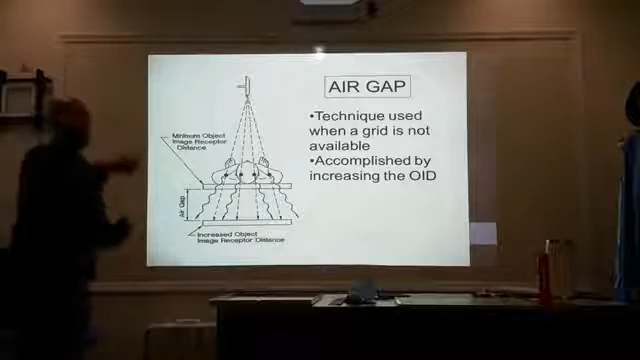 AIR GAP
Minimum Object
Image Receptor
Distance
Air Gap
Increased Object
Image Receptor Distance
•Technique used
when a grid is not
available
•Accomplished by
increasing the OID